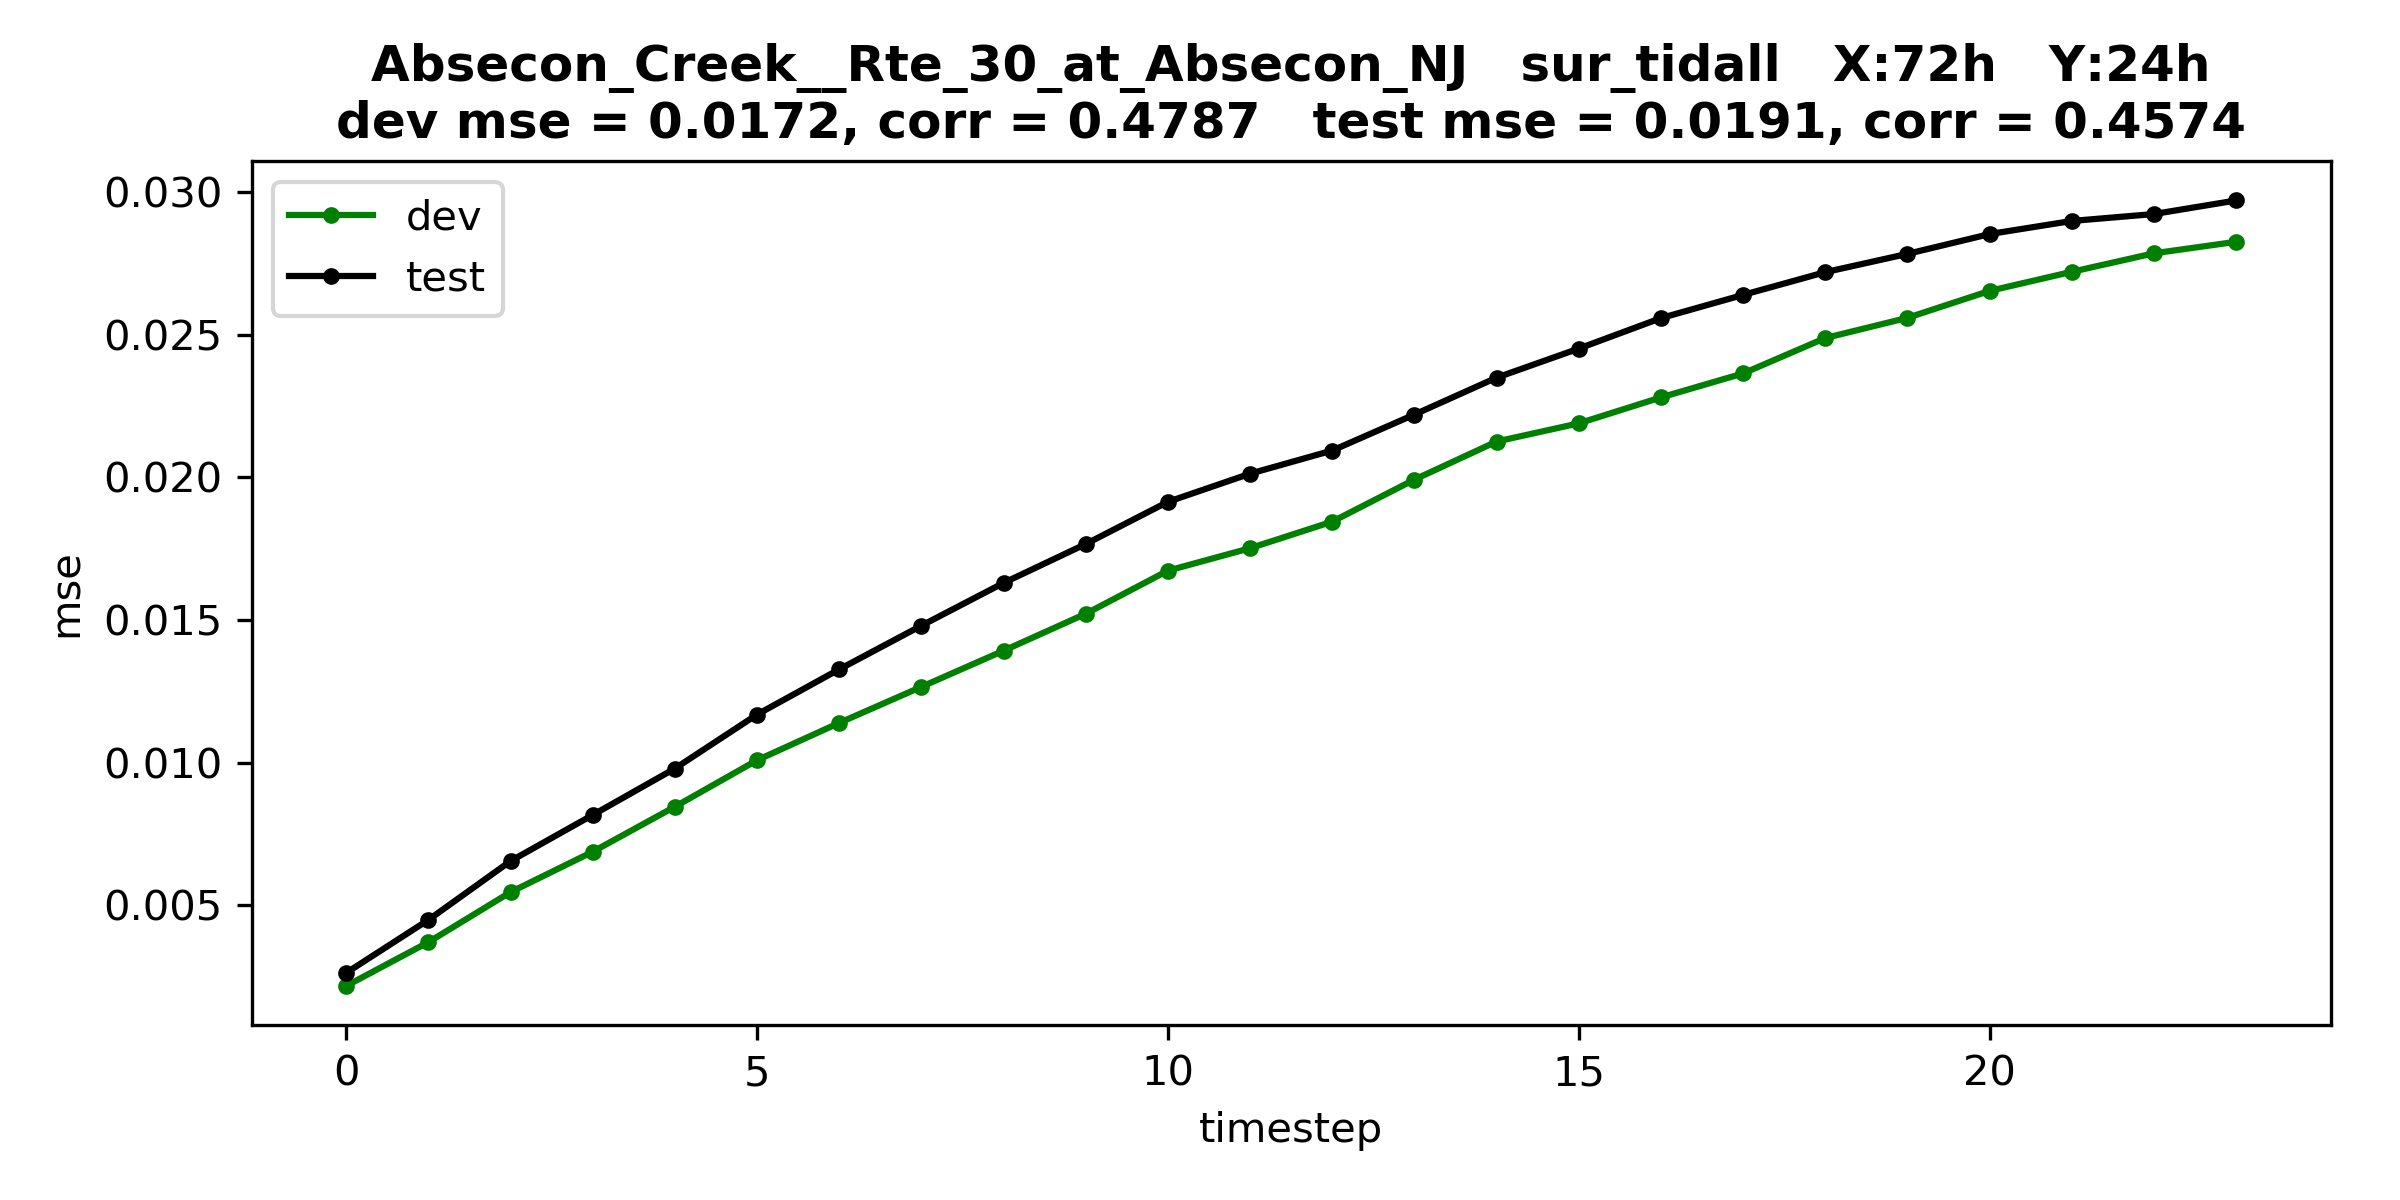 Absecon_Creek__Rte_30_at_Absecon_NJ   sur_tidall   X:72h   Y:24h
dev mse = 0.0172, corr = 0.4787   test mse = 0.0191, corr = 0.4574
dev
test
0.030
0.025
0.020
0.015
0.010
0.005
mse
0 5 10 15 20
timestep